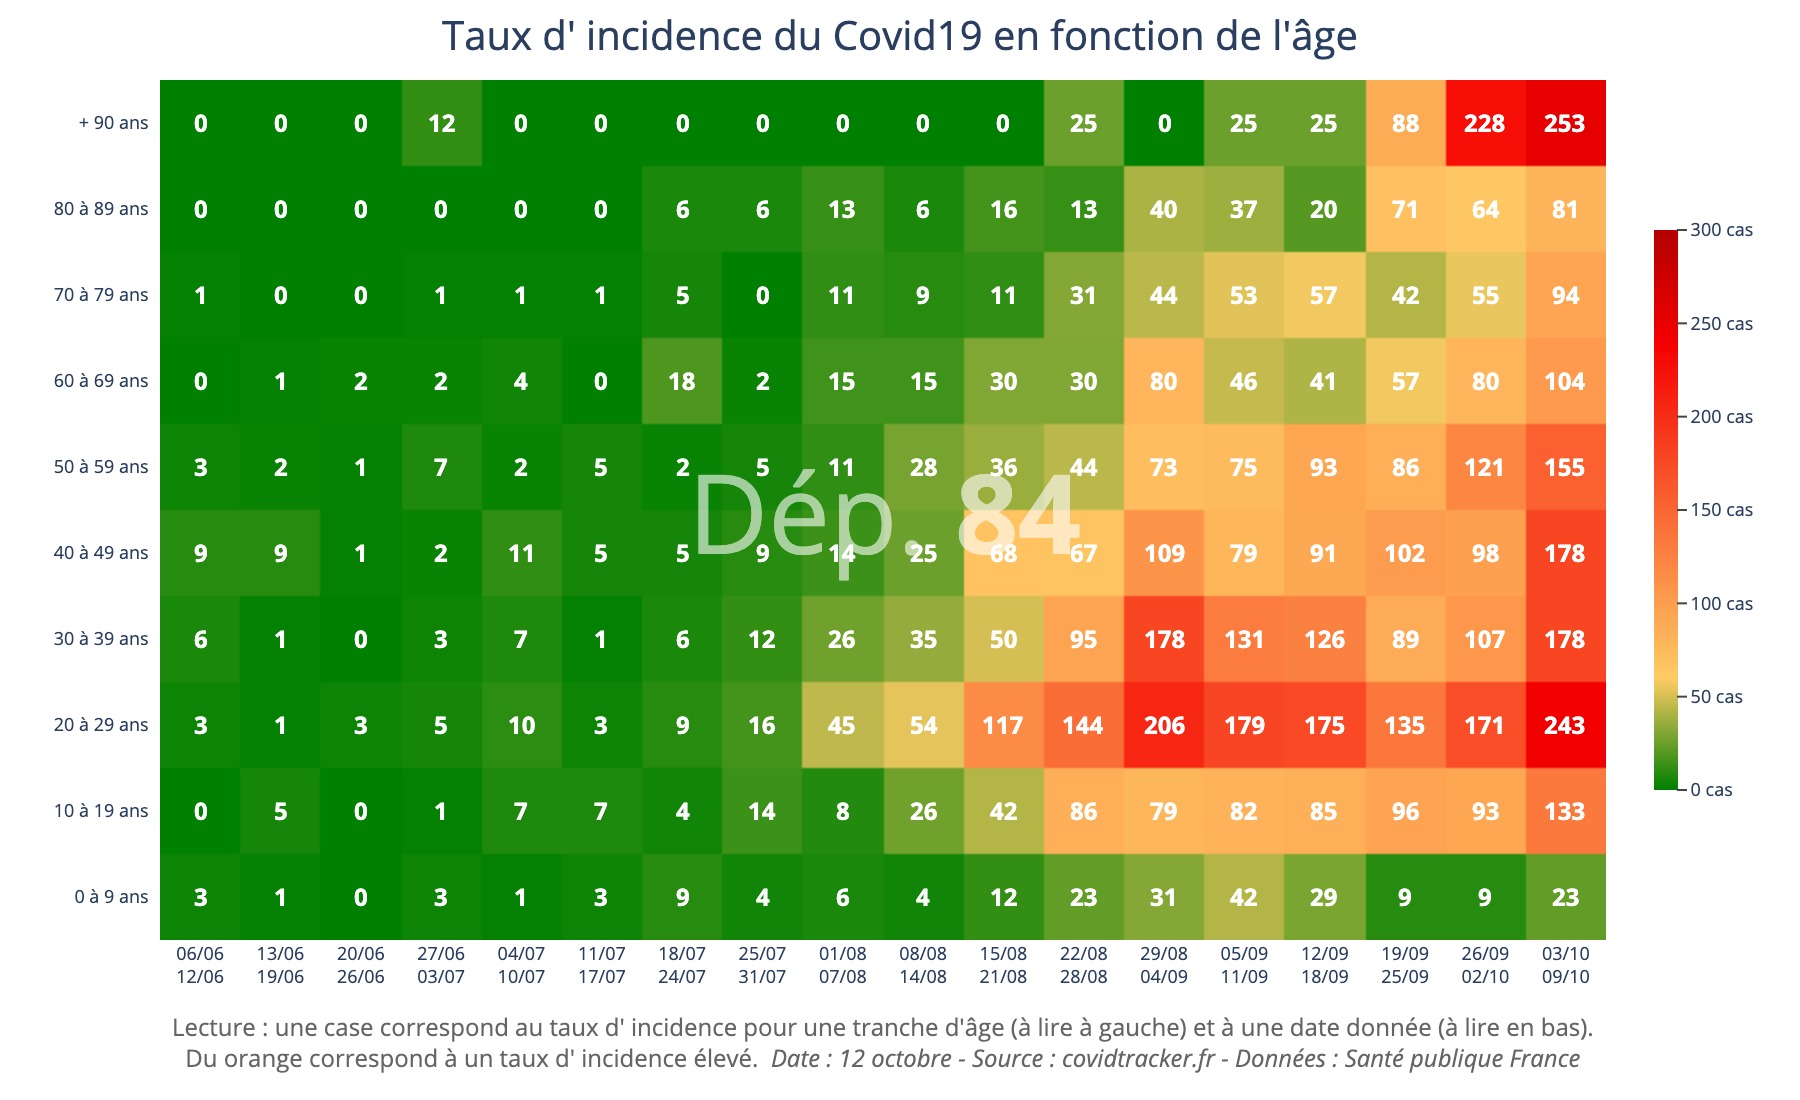 Taux d' incidence du Covid19 en fonction de l'âge
+ 90 ans 0 0 0 12 0 0 0 0 0 0 0 25 0 25 25 88 228 253
80 à 89 ans 0 0 0 0 0 0 6 6 13 6 16 13 40 37 20 71 64 81
70 à 79 ans 1 0 0 1 1 1 5 0 11 9 11 31 44 53 57 42 55 94
60 à 69 ans 0 1 2 2 4 0 18 2 15 15 30 30 80 46 41 57 80 104
50 à 59 ans 3 2 1 7 2 5 2 5 11 28 36 44 73 75 93 86 121 155
Dép. 84
40 à 49 ans 9 9 1 2 11 5 5 9 14 25 68 67 109 79 91 102 98 178
30 à 39 ans 6 1 0 3 7 1 6 12 26 35 50 95 178 131 126 89 107 178
20 à 29 ans 3 1 3 5 10 3 9 16 45 54 117 144 206 179 175 135 171 243
10 à 19 ans 0 5 0 1 7 7 4 14 8 26 42 86 79 82 85 96 93 133
0 à 9 ans 3 1 0 3 1 3 9 4 6 4 12 23 31 42 29 9 9 23
06/06 13/06 20/06 27/06 04/07 11/07 18/07 25/07 01/08 08/08 15/08 22/08 29/08 05/09 12/09 19/09 26/09 03/10
12/06 19/06 26/06 03/07 10/07 17/07 24/07 31/07 07/08 14/08 21/08 28/08 04/09 11/09 18/09 25/09 02/10 09/10
300 cas
250 cas
200 cas
150 cas
100 cas
50 cas
0 cas
Lecture : une case correspond au taux d' incidence pour une tranche d'âge (à lire à gauche) et à une date donnée (à lire en bas).
Du orange correspond à un taux d' incidence élevé. Date : 12 octobre - Source : covidtracker.fr - Données : Santé publique France